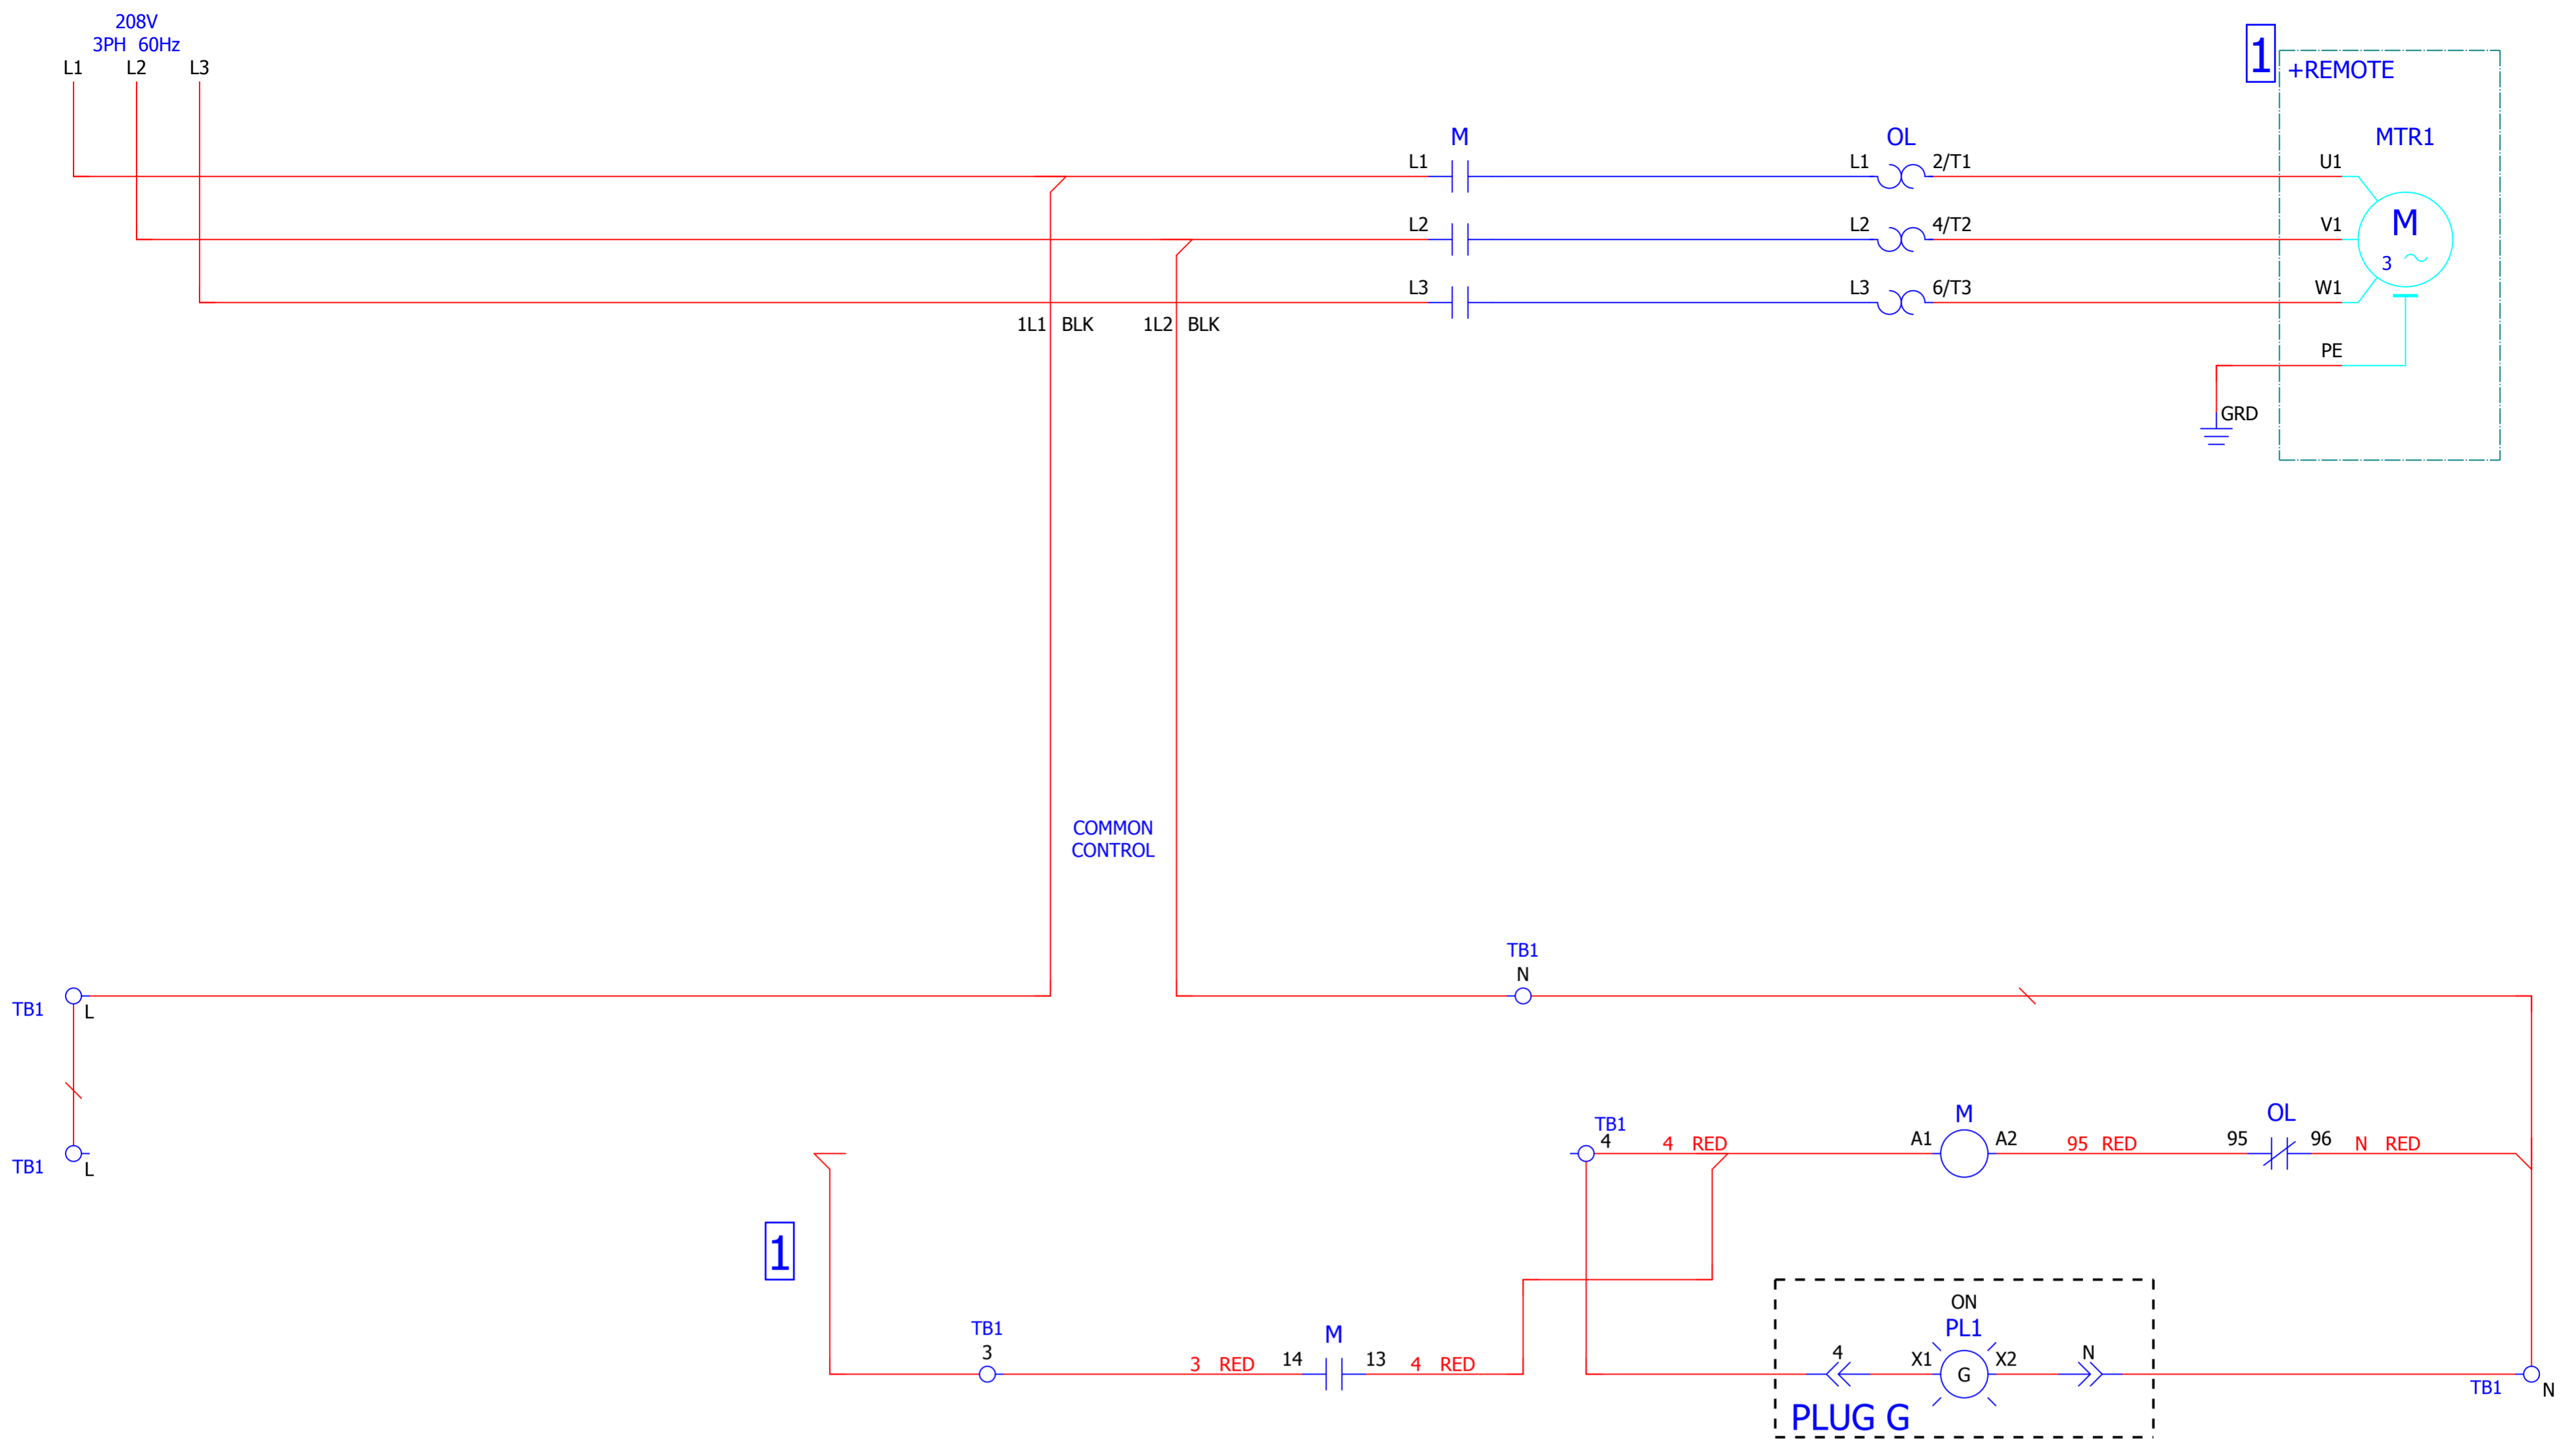 208V
3PH 60Hz
L1 L2 L3
1
+REMOTE
M
OL
MTR1
L1
L1
2/T1
U1
L2
L2
4/T2
V1
M
3
L3
L3
6/T3
W1
1L1 BLK
1L2 BLK
PE
GRD
COMMON
CONTROL
TB1
N
TB1
L
TB1
L
TB1
4
4 RED
M
A1
A2
95 RED
OL
95
96
N RED
1
TB1
3
3 RED
M
14
13
4 RED
ON
PL1
4
X1
G
X2
N
PLUG G
TB1
N